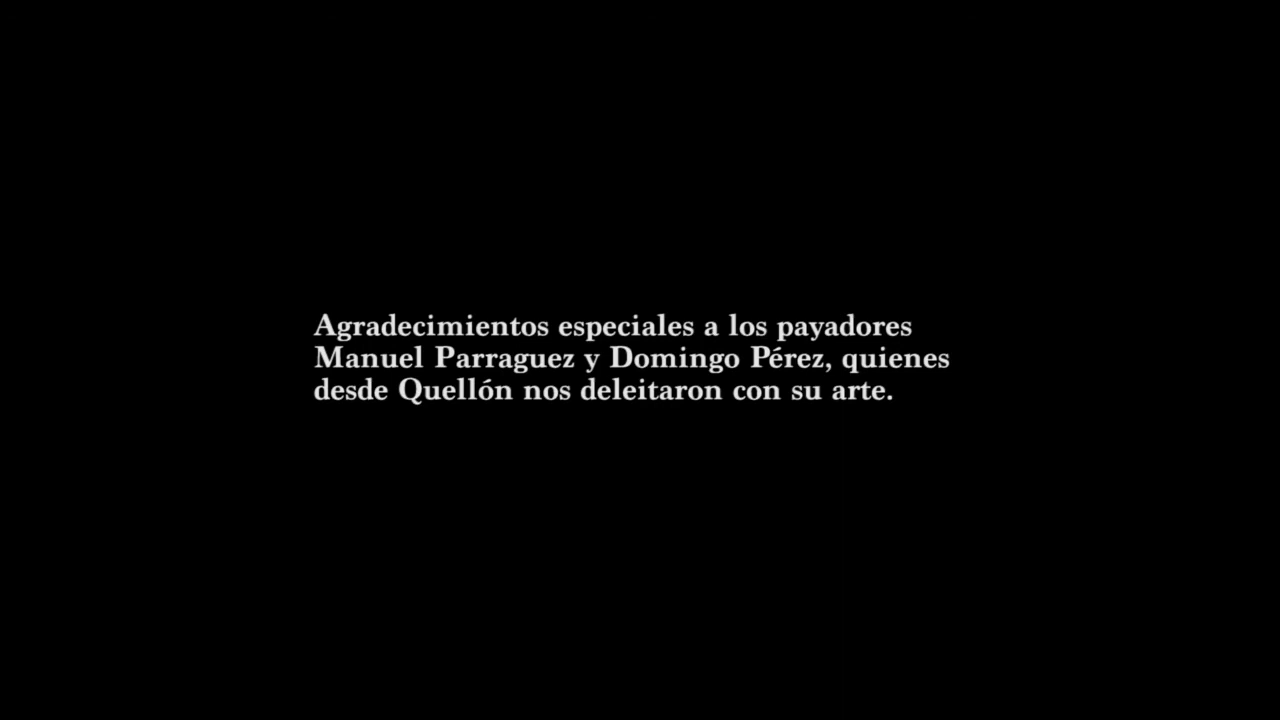 Agradecimientos especiales a los payadores
Manuel Parraguez y Domingo Pérez, quienes
desde Quellón nos deleitaron con su arte.